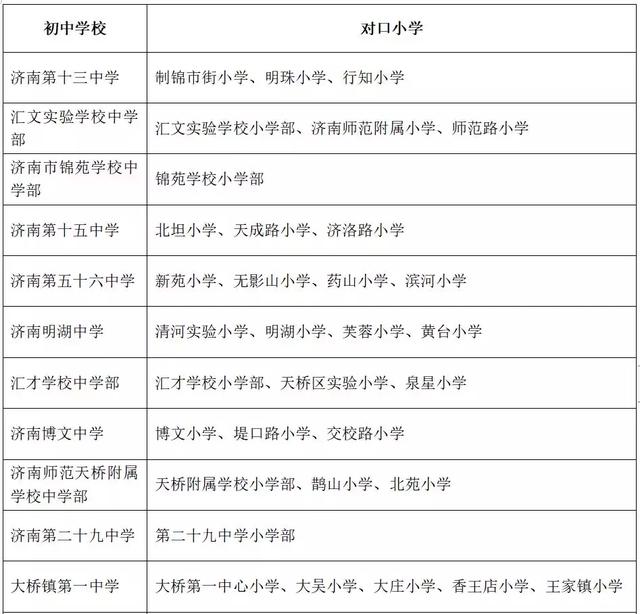 初中学校
对口小学
济南第十三中学
制锦市街小学、明珠小学、行知小学
汇文实验学校中学
部
汇文实验学校小学部、济南师范附属小学、师范路小学
济南市锦苑学校中
学部
锦苑学校小学部
济南第十五中学
北坦小学、天成路小学、济洛路小学
济南第五十六中学
新苑小学、无影山小学、药山小学、滨河小学
济南明湖中学
清河实验小学、明湖小学、芙蓉小学、黄台小学
汇才学校中学部
汇才学校小学部、天桥区实验小学、泉星小学
济南博文中学
博文小学、堤口路小学、交校路小学
济南师范天桥附属
学校中学部
天桥附属学校小学部、鹊山小学、北苑小学
济南第二十九中学
第二十九中学小学部
大桥镇第一中学
大桥第一中心小学、大吴小学、大庄小学、香王店小学、王家镇小学